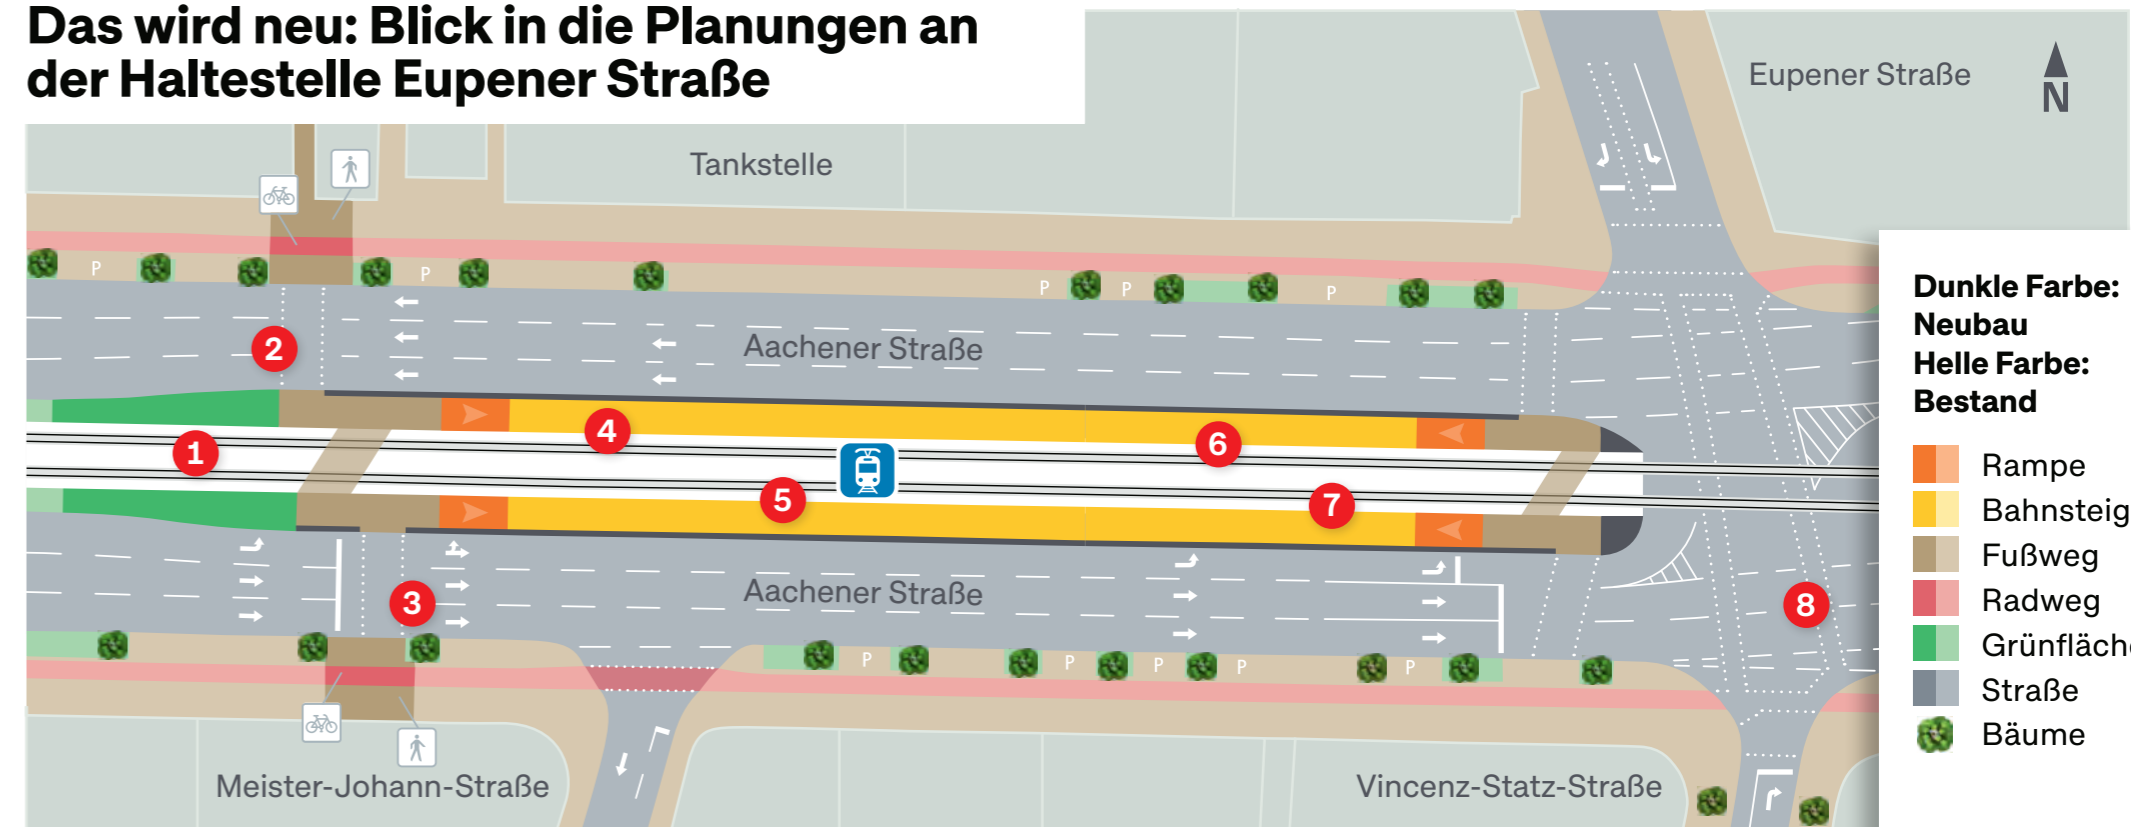 Das wird neu: Blick in die Planungen an
der Haltestelle Eupener Straße
Eupener Straße
N
Tankstelle
P
P
P
P
P
2
Aachener Straße
4
6
1
5
7
3
Aachener Straße
8
P
P
P
P
P
Meister-Johann-Straße
Vincenz-Statz-Straße
Dunkle Farbe:
Neubau
Helle Farbe:
Bestand
Rampe
Bahnsteig
Fußweg
Radweg
Grünfläche
Straße
Bäume